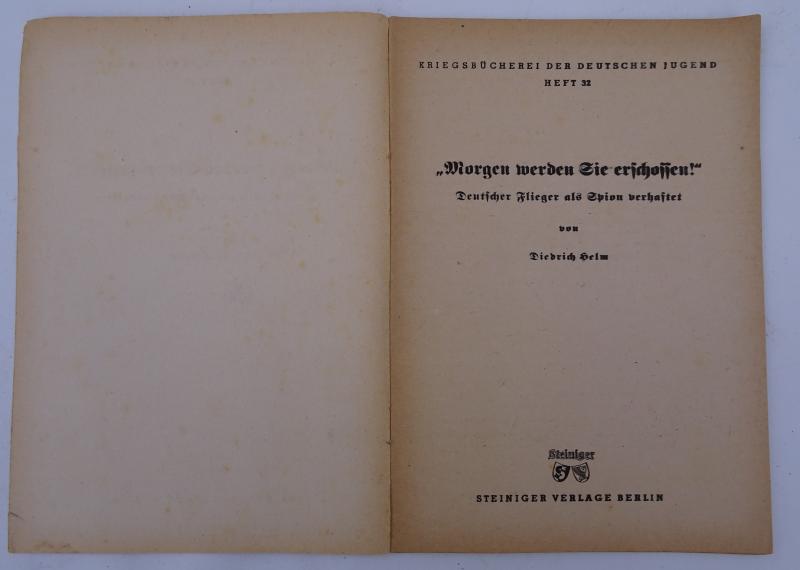 KRIEGSBÜCHEREI DER DEUTSCHEN JUGEND
HEFT 32
„Morgen werden Sie erschossen!“
Deutscher Flieger als Spion verhaftet
von
Diedrich Helm
Steiniger
STEINIGER VERLAGE BERLIN